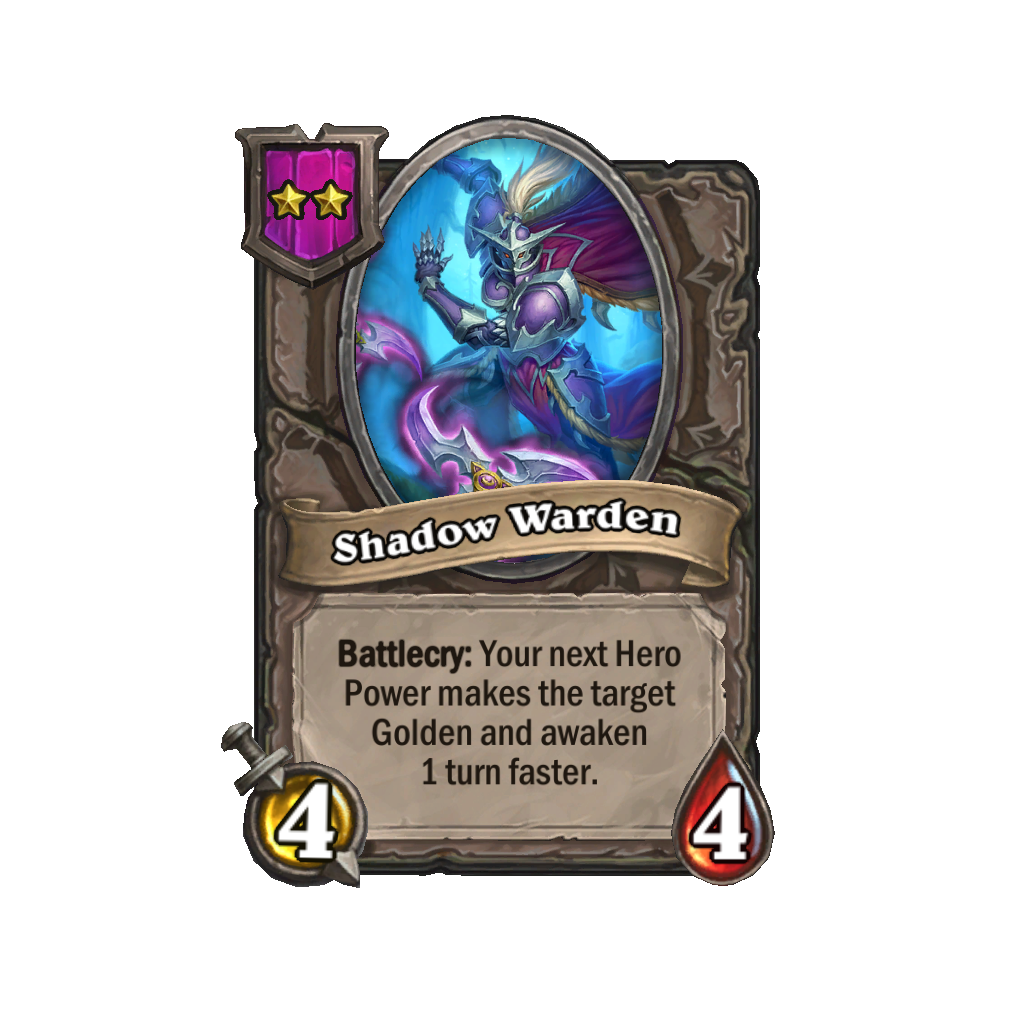 Shadow Warden
Battlecry: Your next Hero
Power makes the target
Golden and awaken
1 turn faster.
4
4